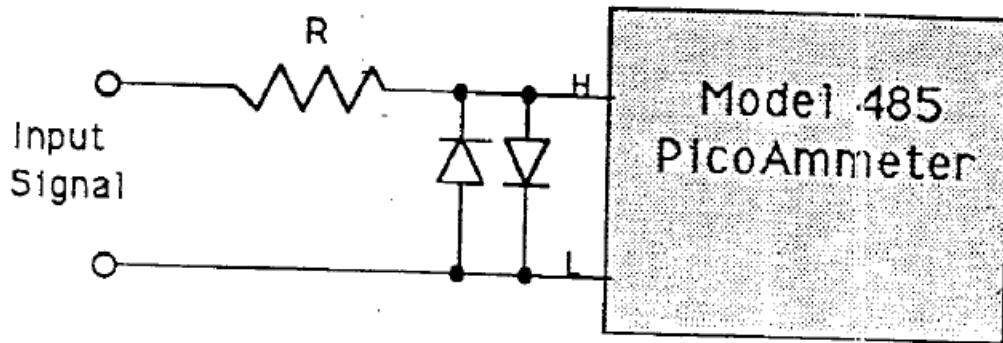 R
Input
Signal
H
L
Model 485
PicoAmmeter